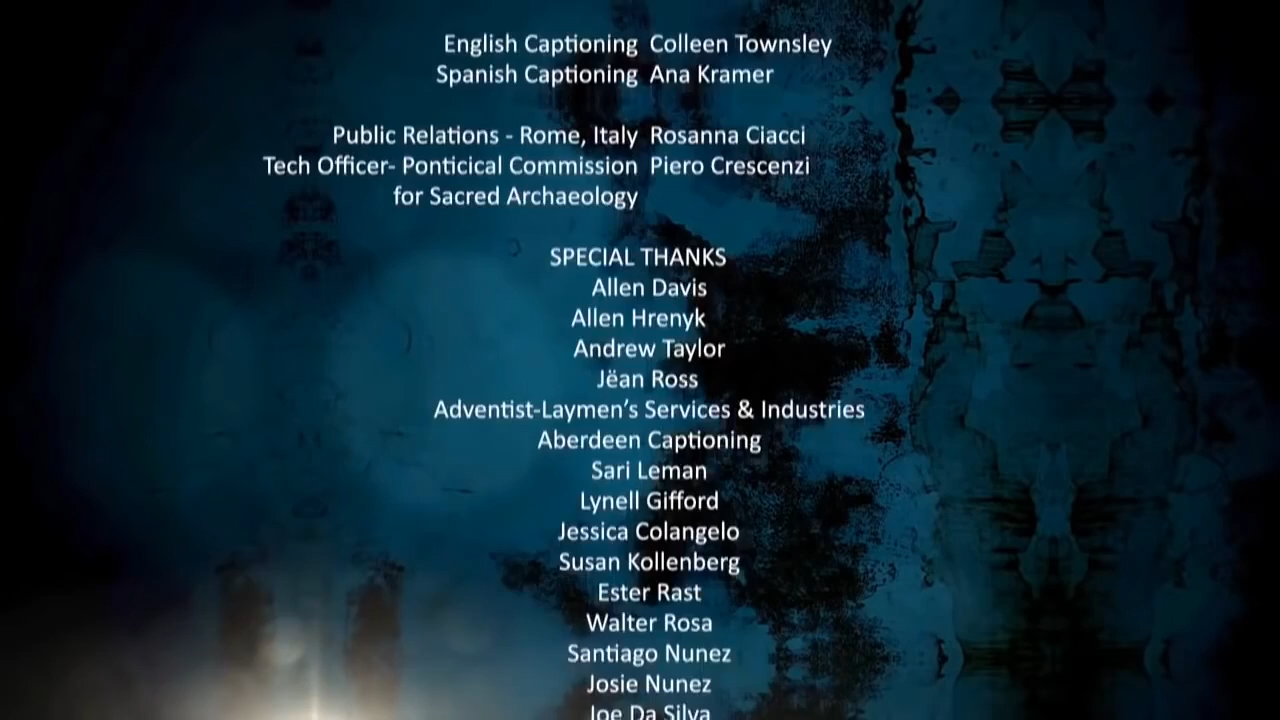 English Captioning Colleen Townsley
Spanish Captioning Ana Kramer
Public Relations - Rome, Italy Rosanna Ciacci
Tech Officer- Ponticical Commission Piero Crescenzi
for Sacred Archaeology
SPECIAL THANKS
Allen Davis
Allen Hrenyk
Andrew Taylor
Jëan Ross
Adventist-Laymen’s Services & Industries
Aberdeen Captioning
Sari Leman
Lynell Gifford
Jessica Colangelo
Susan Kollenberg
Ester Rast
Walter Rosa
Santiago Nunez
Josie Nunez
Joe Da Silva